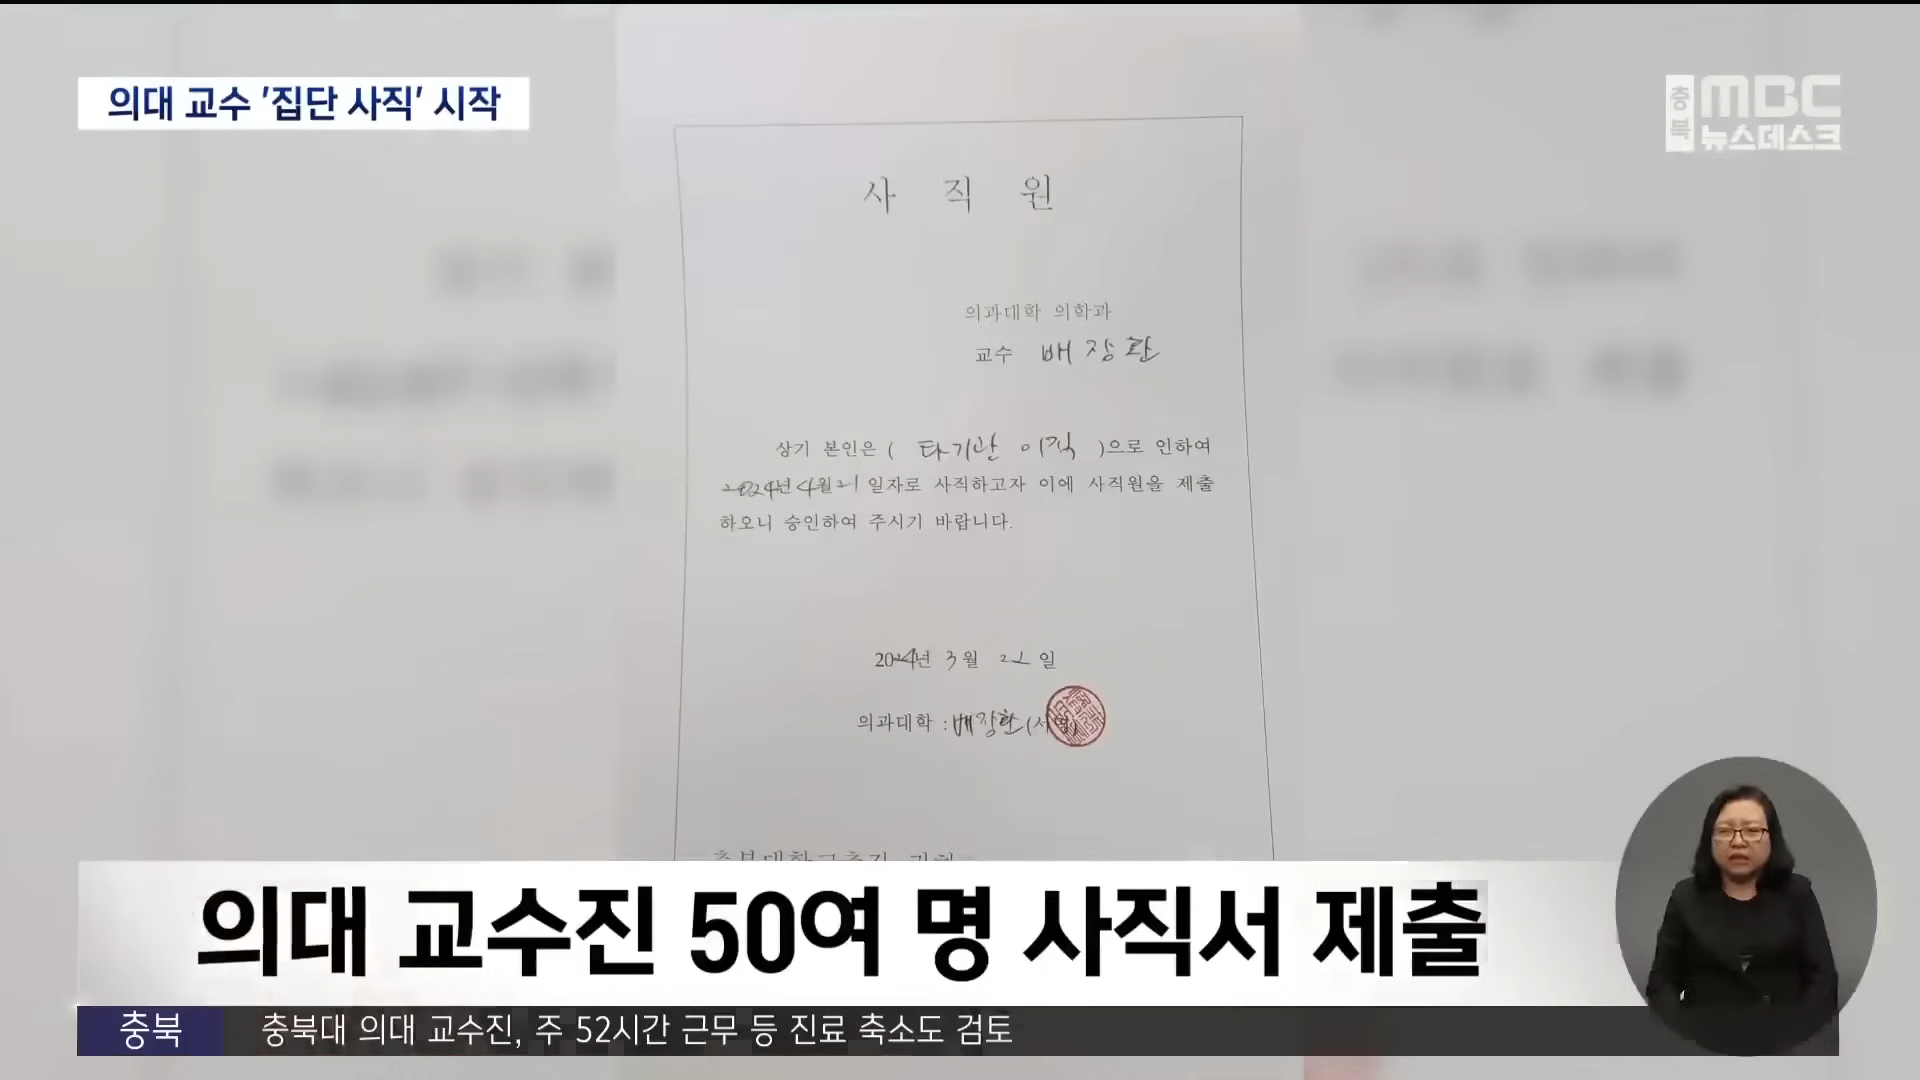 의대 교수 '집단 사직' 시작
충북
MBC
뉴스데스크
사 직 원
의과대학 의학과
교수 배장환
상기 본인은 ( 타기관 이직 )으로 인하여
2024년 4월 21일자로 사직하고자 이에 사직원을 제출
하오니 승인하여 주시기 바랍니다.
2024년 3월 22일
의과대학 : 배장환 (서명)
의대 교수진 50여 명 사직서 제출
충북
충북대 의대 교수진, 주 52시간 근무 등 진료 축소도 검토